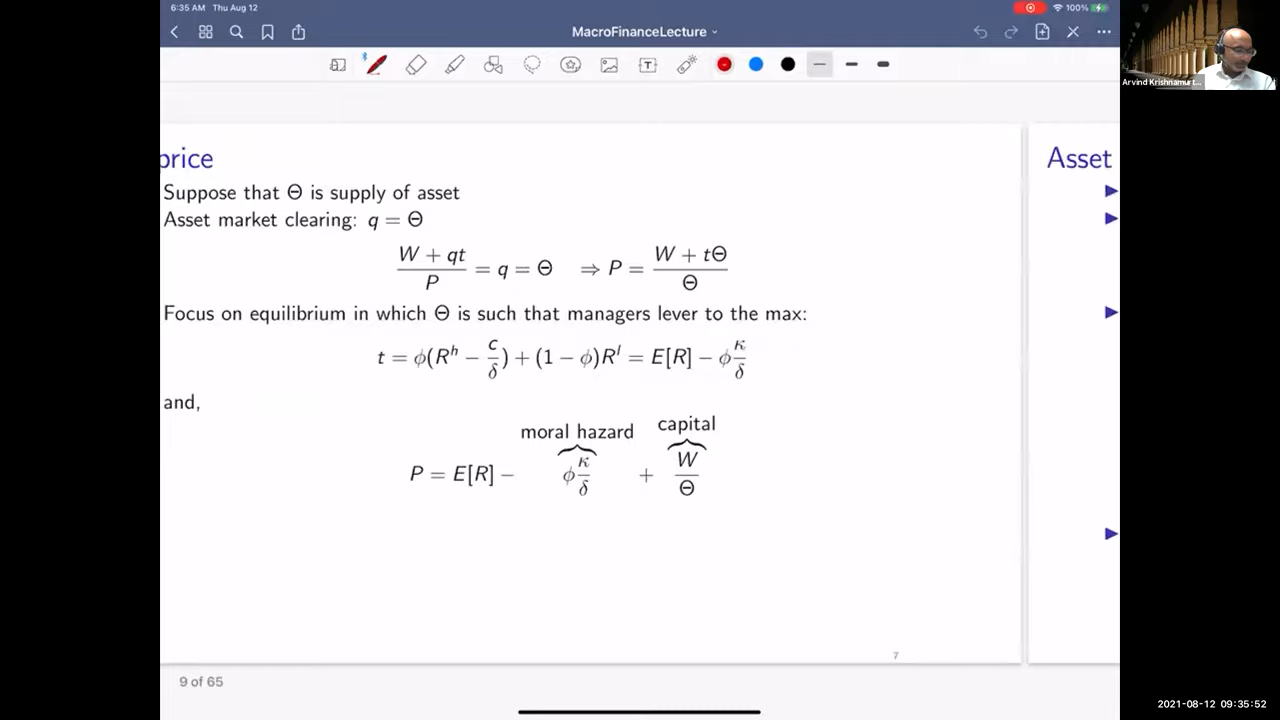 6:35 AM Thu Aug 12
100%
MacroFinanceLecture
Arvind Krishnamurt...
price
Asset
Suppose that Θ is supply of asset
Asset market clearing: q = Θ
(W + qt)/P = q = Θ ⇒ P = (W + tΘ)/Θ
Focus on equilibrium in which Θ is such that managers lever to the max:
t = ϕ(R^h − c/δ) + (1 − ϕ)R^l = E[R] − ϕ κ/δ
and,
moral hazard capital
P = E[R] − ϕ κ/δ + W/Θ
7
9 of 65
2021-08-12 09:35:52